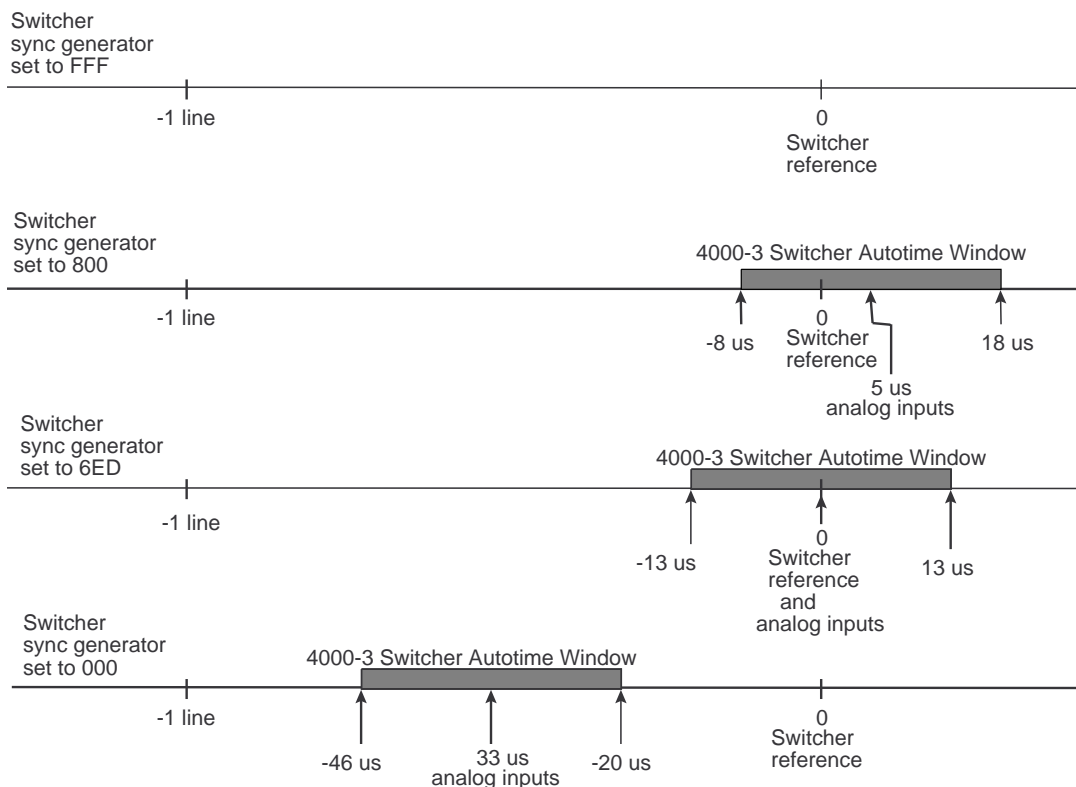 Switcher
sync generator
set to FFF
-1 line
0
Switcher
reference
Switcher
sync generator
set to 800
4000-3 Switcher Autotime Window
-1 line
0
Switcher
reference
-8 us
18 us
5 us
analog inputs
Switcher
sync generator
set to 6ED
4000-3 Switcher Autotime Window
-1 line
0
-13 us
13 us
Switcher
reference
and
analog inputs
Switcher
sync generator
set to 000
4000-3 Switcher Autotime Window
-1 line
0
Switcher
reference
-46 us
33 us
analog inputs
-20 us